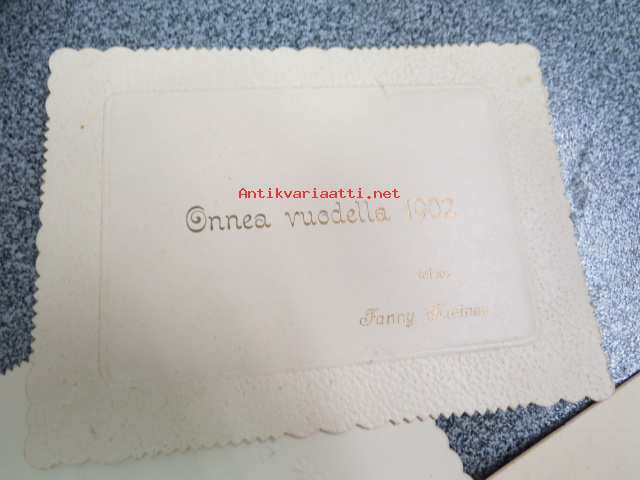 Antikvariaatti.net
Onnea vuodella 1902
Fanny